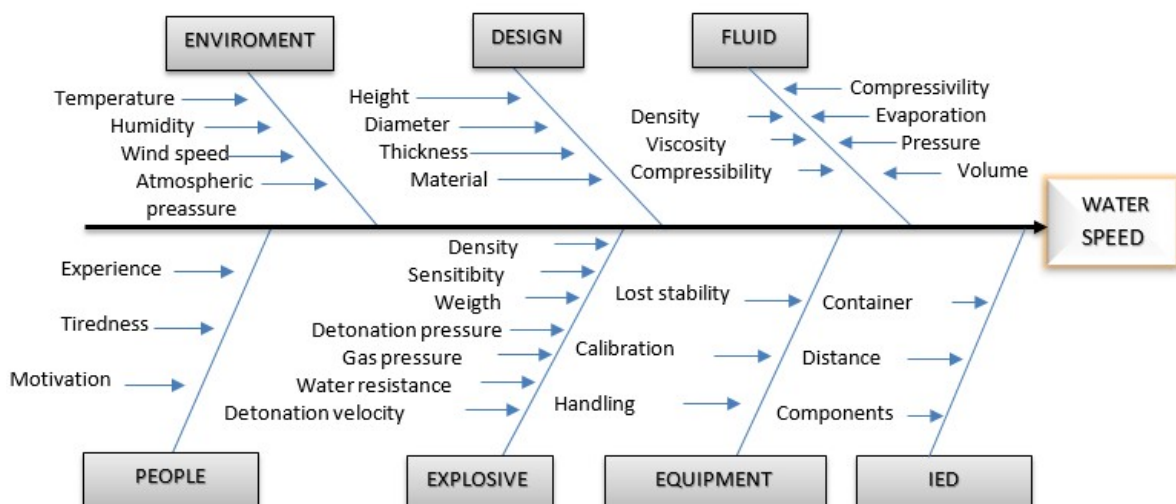 ENVIROMENT
DESIGN
FLUID
Temperature
Humidity
Wind speed
Atmospheric
preassure
Height
Diameter
Thickness
Material
Density
Viscosity
Compressibility
Compressivility
Evaporation
Pressure
Volume
WATER
SPEED
Experience
Tiredness
Motivation
Density
Sensitibity
Weigth
Detonation pressure
Gas pressure
Water resistance
Detonation velocity
Lost stability
Calibration
Handling
Container
Distance
Components
PEOPLE
EXPLOSIVE
EQUIPMENT
IED